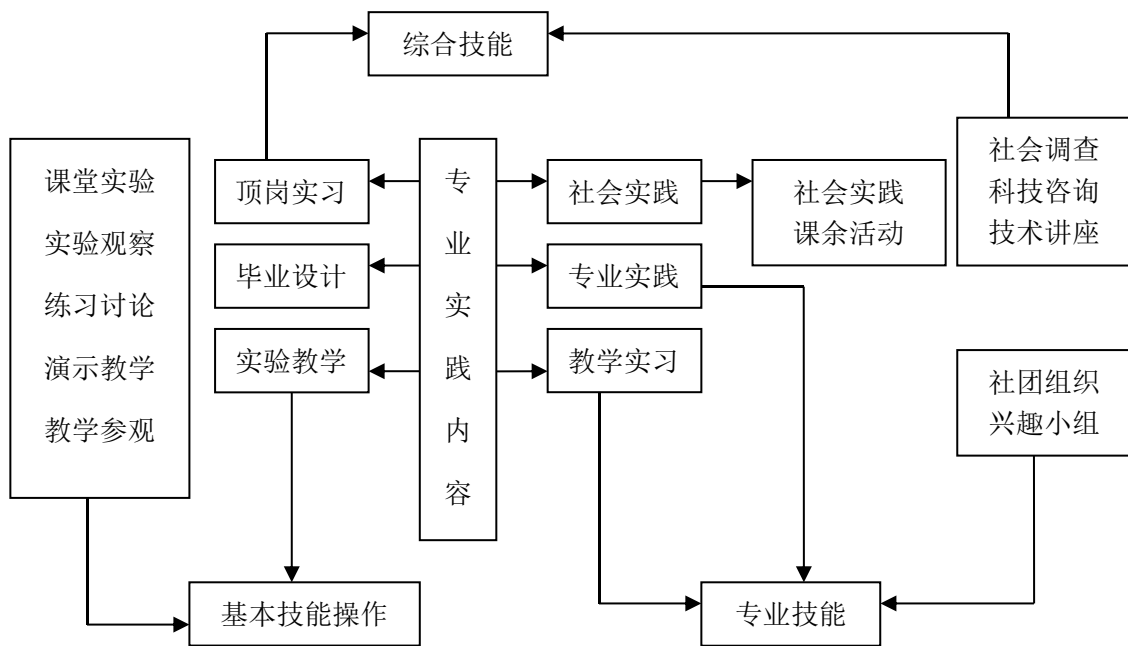 综合技能
课堂实验
实验观察
练习讨论
演示教学
教学参观
顶岗实习
毕业设计
实验教学
专
业
实
践
内
容
社会实践
专业实践
教学实习
社会实践
课余活动
社会调查
科技咨询
技术讲座
社团组织
兴趣小组
基本技能操作
专业技能